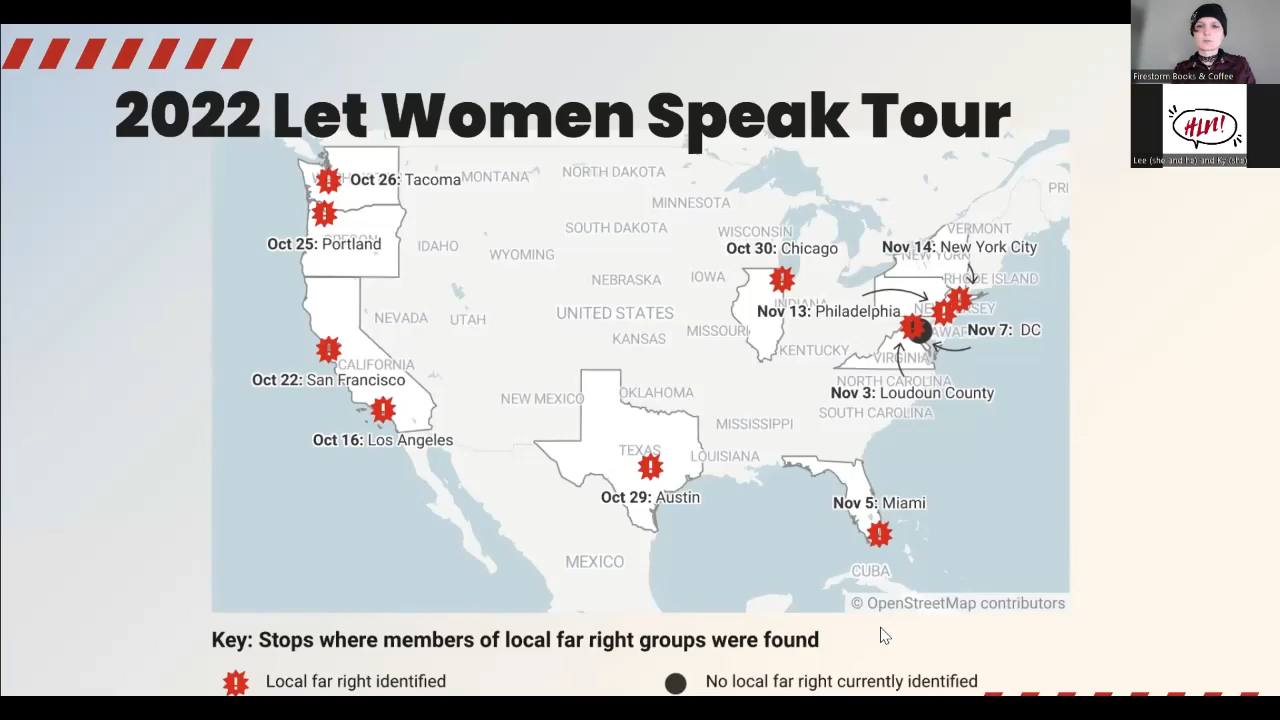 2022 Let Women Speak Tour
Firestorm Books & Coffee
HLN!
Lee (she and he) and Ky (she)
Oct 26: Tacoma
MONTANA
NORTH DAKOTA
MINNESOTA
Oct 25: Portland
OREGON
IDAHO
SOUTH DAKOTA
WYOMING
WISCONSIN
Oct 30: Chicago
VERMONT
Nov 14: New York City
NEW YORK
RHODE ISLAND
NEBRASKA
IOWA
INDIANA
NEVADA
UTAH
UNITED STATES
KANSAS
MISSOURI
Nov 13: Philadelphia
Nov 7: DC
KENTUCKY
VIRGINIA
CALIFORNIA
Oct 22: San Francisco
NEW MEXICO
OKLAHOMA
NORTH CAROLINA
Nov 3: Loudoun County
SOUTH CAROLINA
MISSISSIPPI
Oct 16: Los Angeles
TEXAS
LOUISIANA
Oct 29: Austin
Nov 5: Miami
MEXICO
CUBA
© OpenStreetMap contributors
Key: Stops where members of local far right groups were found
Local far right identified
No local far right currently identified